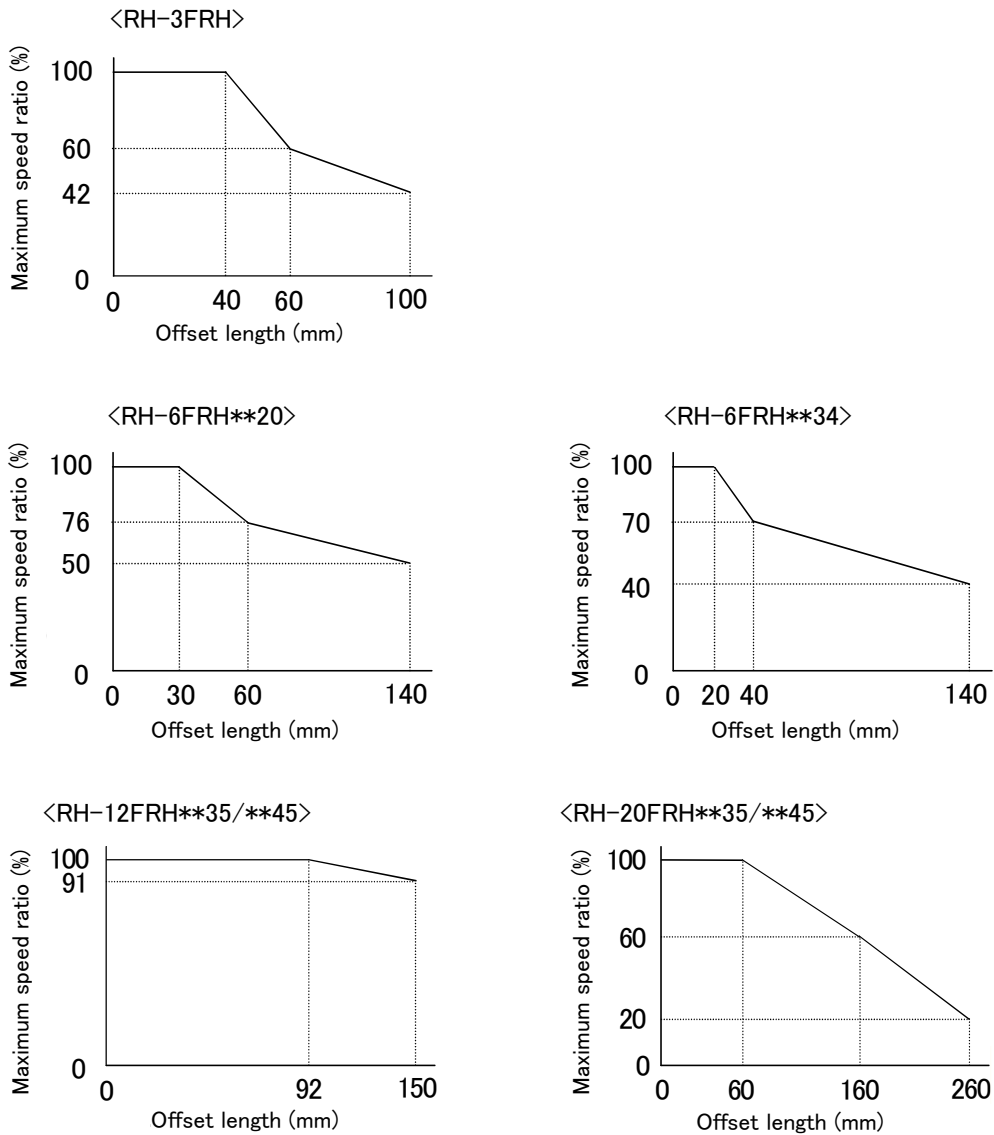 <RH-3FRH>
Maximum speed ratio (%)
100
60
42
0
0 40 60 100
Offset length (mm)
<RH-6FRH**20>
Maximum speed ratio (%)
100
76
50
0
0 30 60 140
Offset length (mm)
<RH-6FRH**34>
Maximum speed ratio (%)
100
70
40
0
0 20 40 140
Offset length (mm)
<RH-12FRH**35/**45>
Maximum speed ratio (%)
100
91
0
0 92 150
Offset length (mm)
<RH-20FRH**35/**45>
Maximum speed ratio (%)
100
60
20
0
0 60 160 260
Offset length (mm)